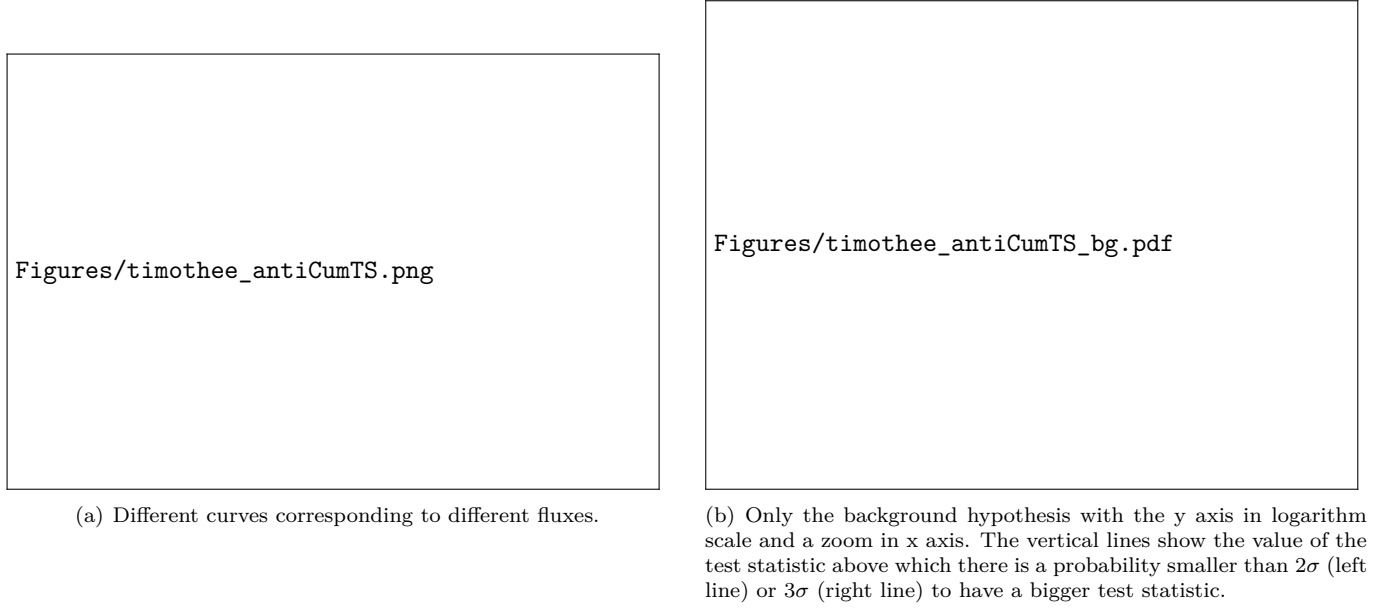 Figures/timothee_antiCumTS.png
(a) Different curves corresponding to different fluxes.
Figures/timothee_antiCumTS_bg.pdf
(b) Only the background hypothesis with the y axis in logarithm
scale and a zoom in x axis. The vertical lines show the value of the
test statistic above which there is a probability smaller than 2σ (left
line) or 3σ (right line) to have a bigger test statistic.